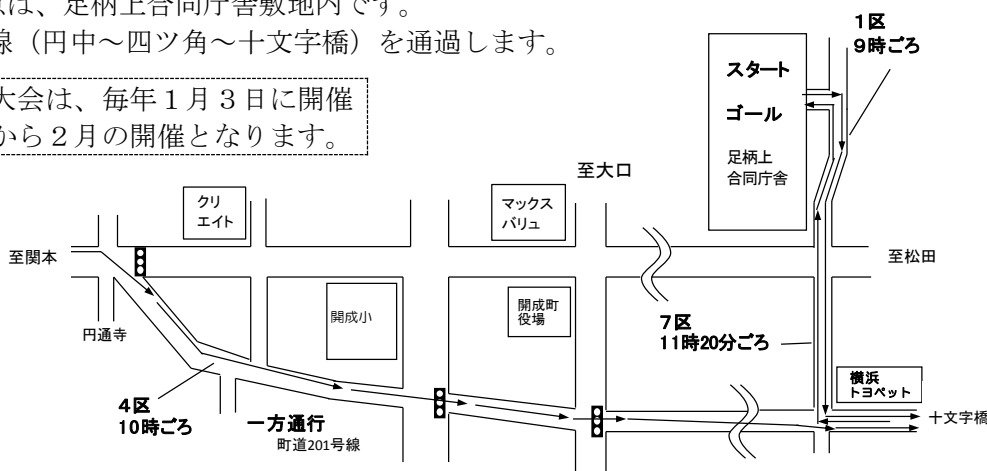 は、足柄上合同庁舎敷地内です。
線（円中～四ツ角～十文字橋）を通過します。
大会は、毎年１月３日に開催
から２月の開催となります。
1区
9時ごろ
スタート
ゴール
足柄上
合同庁舎
至大口
クリ
エイト
マックス
バリュ
至関本
至松田
開成小
開成町
役場
円通寺
7区
11時20分ごろ
横浜
トヨペット
4区
10時ごろ
一方通行
町道201号線
十文字橋